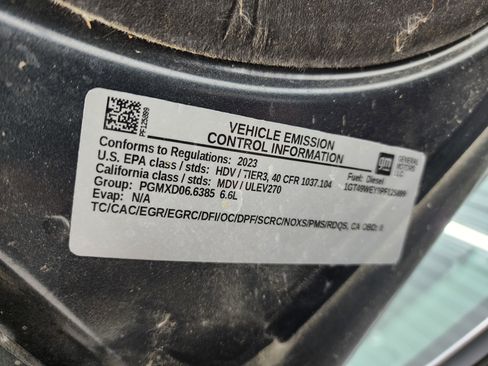 PF125899
VEHICLE EMISSION
CONTROL INFORMATION
gm
GENERAL
MOTORS
LLC
Conforms to Regulations: 2023
U.S. EPA class / stds: HDV / TIER3, 40 CFR 1037.104
Fuel: Diesel
California class / stds: MDV / ULEV270
Group: PGMXD06.6385 6.6L
Evap: N/A
TC/CAC/EGR/EGRC/DFI/OC/DPF/SCRC/NOXS/PMS/RDQS, CA OBD: II